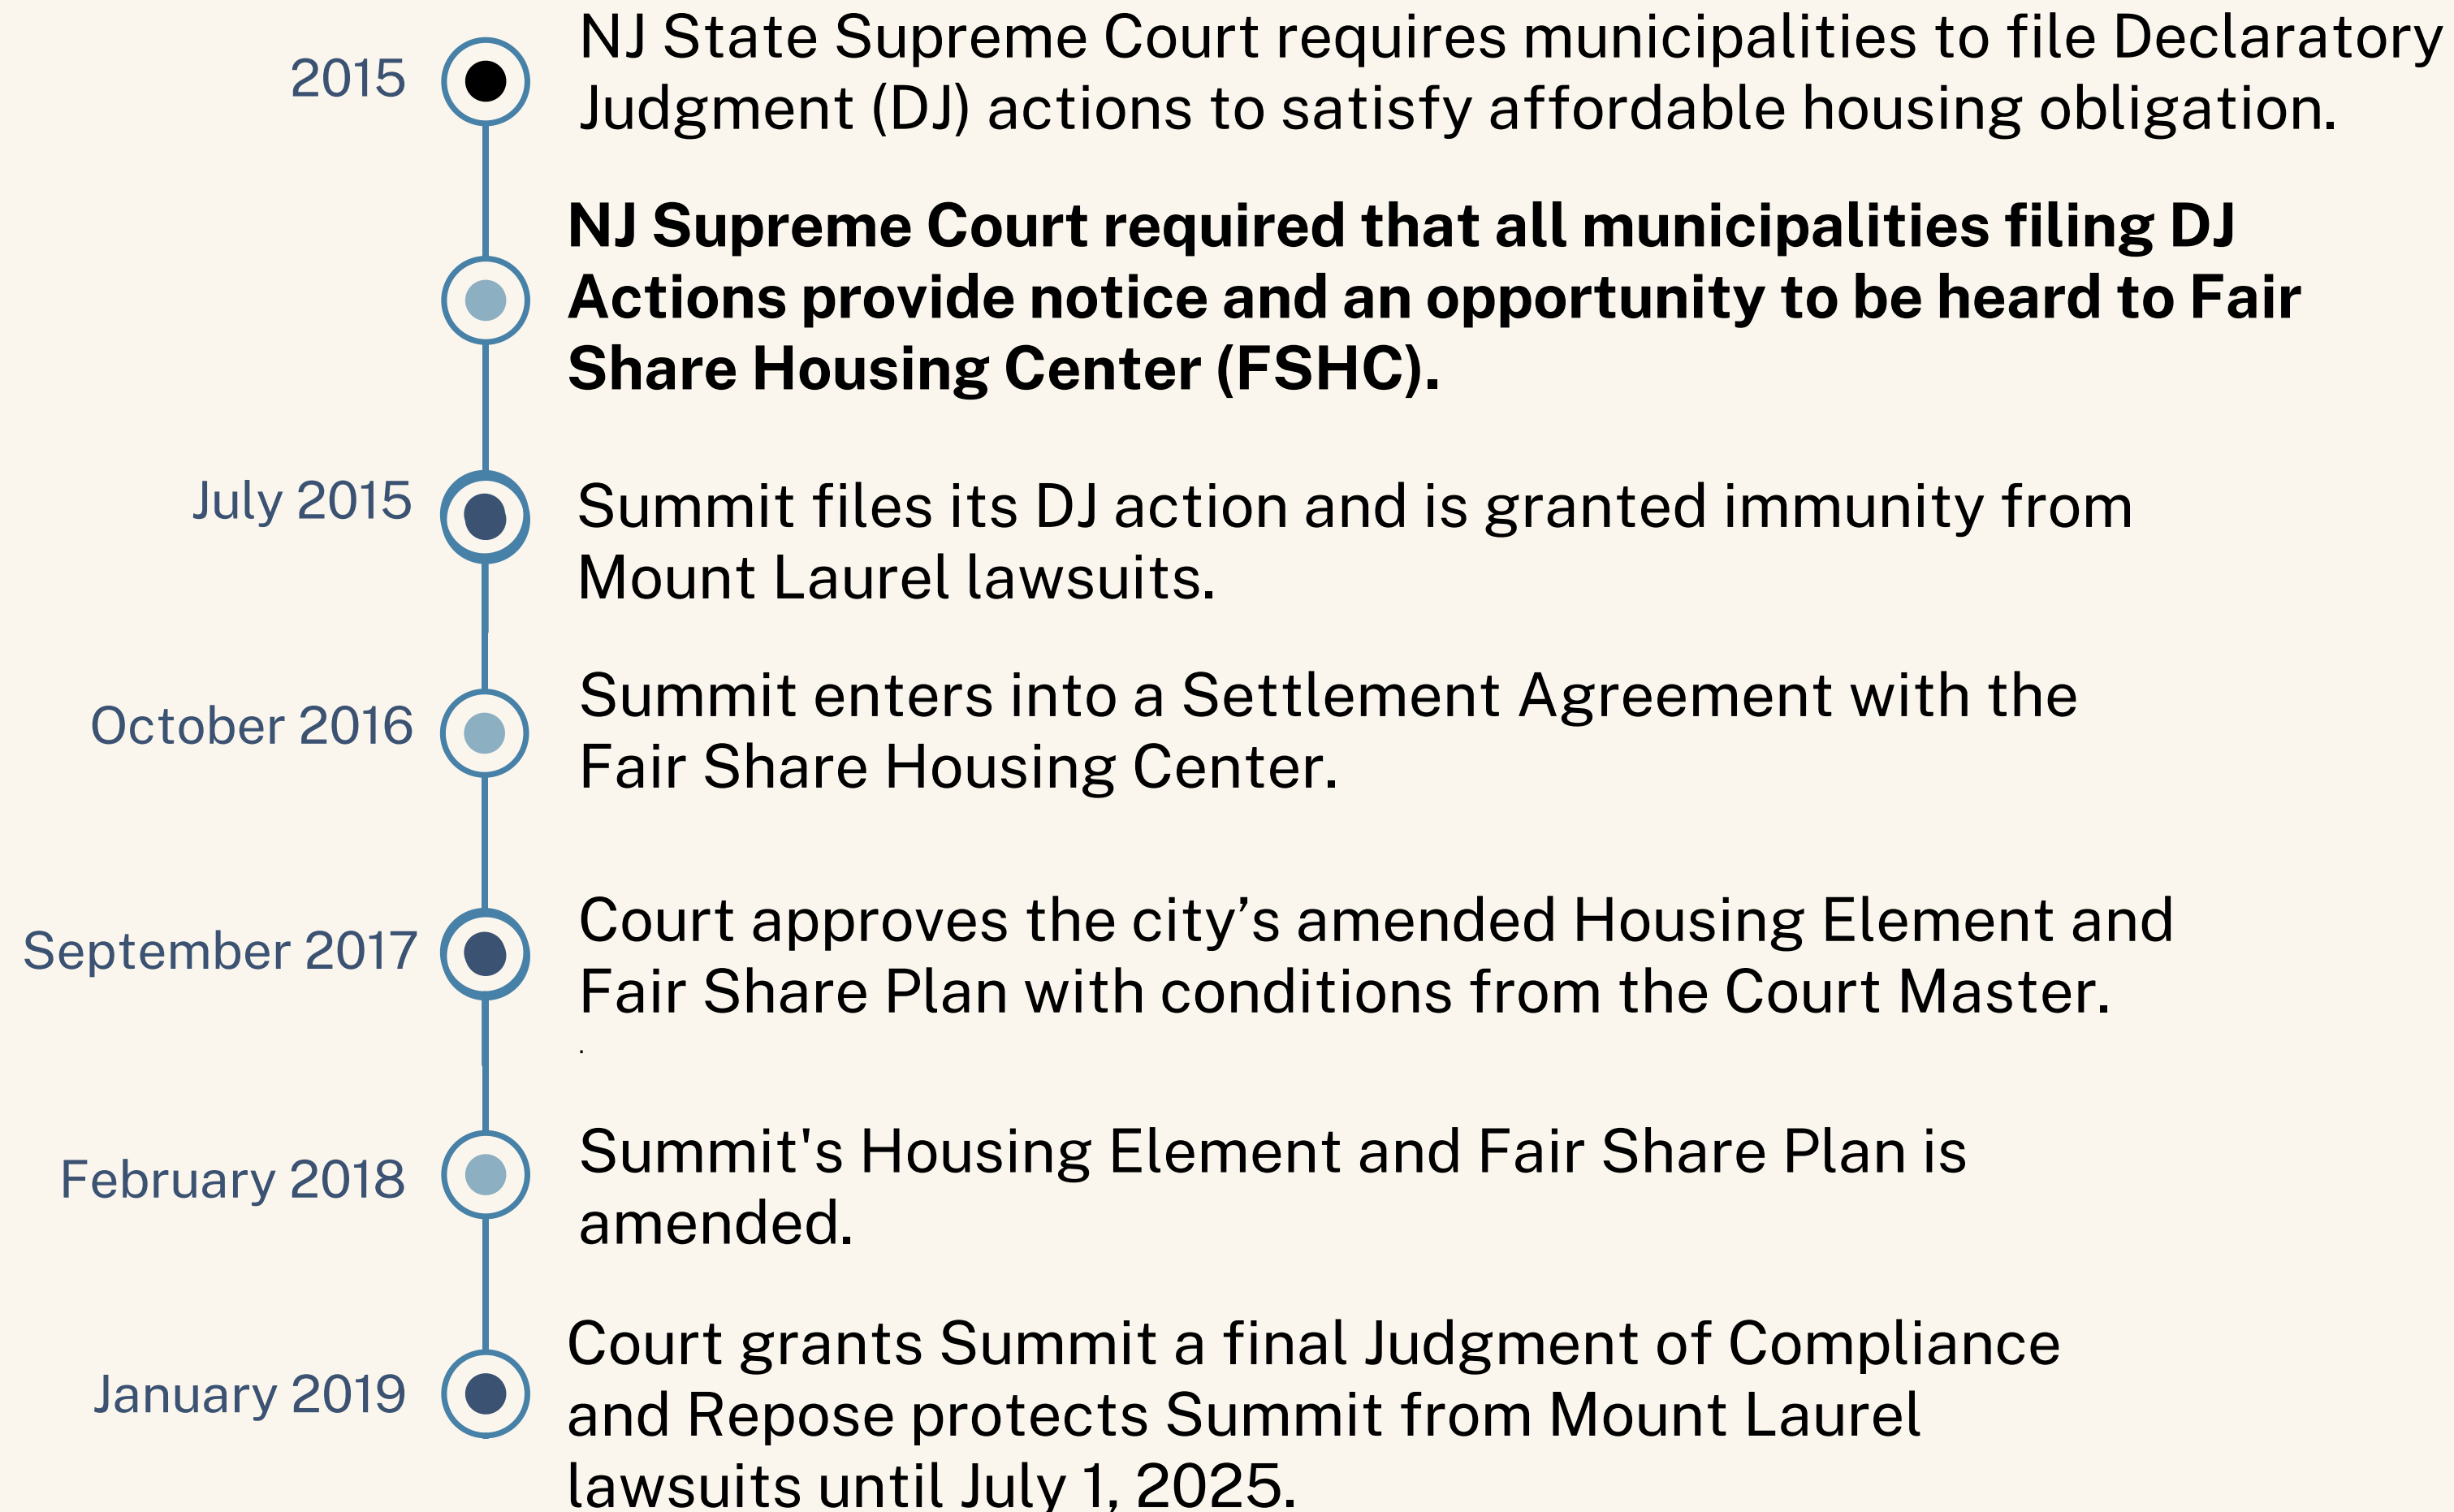 2015
NJ State Supreme Court requires municipalities to file Declaratory
Judgment (DJ) actions to satisfy affordable housing obligation.
NJ Supreme Court required that all municipalities filing DJ
Actions provide notice and an opportunity to be heard to Fair
Share Housing Center (FSHC).
July 2015
Summit files its DJ action and is granted immunity from
Mount Laurel lawsuits.
October 2016
Summit enters into a Settlement Agreement with the
Fair Share Housing Center.
September 2017
Court approves the city’s amended Housing Element and
Fair Share Plan with conditions from the Court Master.
.
February 2018
Summit's Housing Element and Fair Share Plan is
amended.
January 2019
Court grants Summit a final Judgment of Compliance
and Repose protects Summit from Mount Laurel
lawsuits until July 1, 2025.